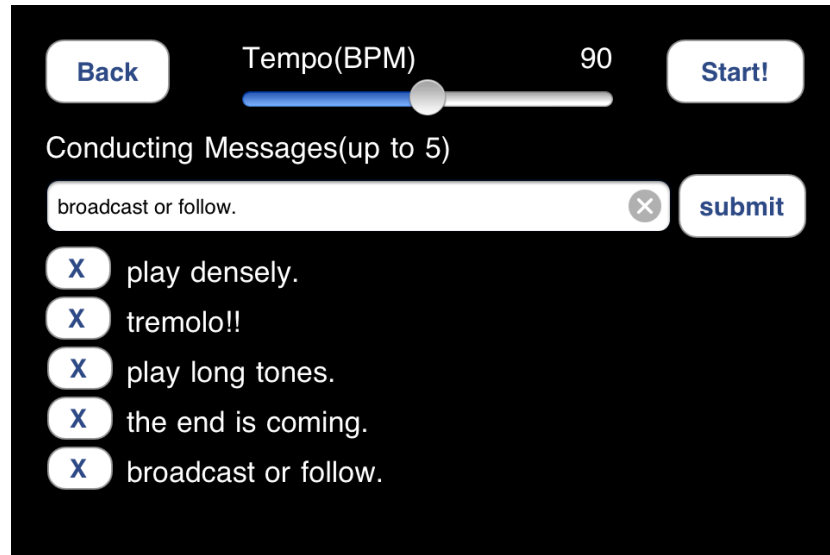 Back Tempo(BPM) 90 Start!
Conducting Messages(up to 5)
broadcast or follow. submit
X play densely.
X tremolo!!
X play long tones.
X the end is coming.
X broadcast or follow.